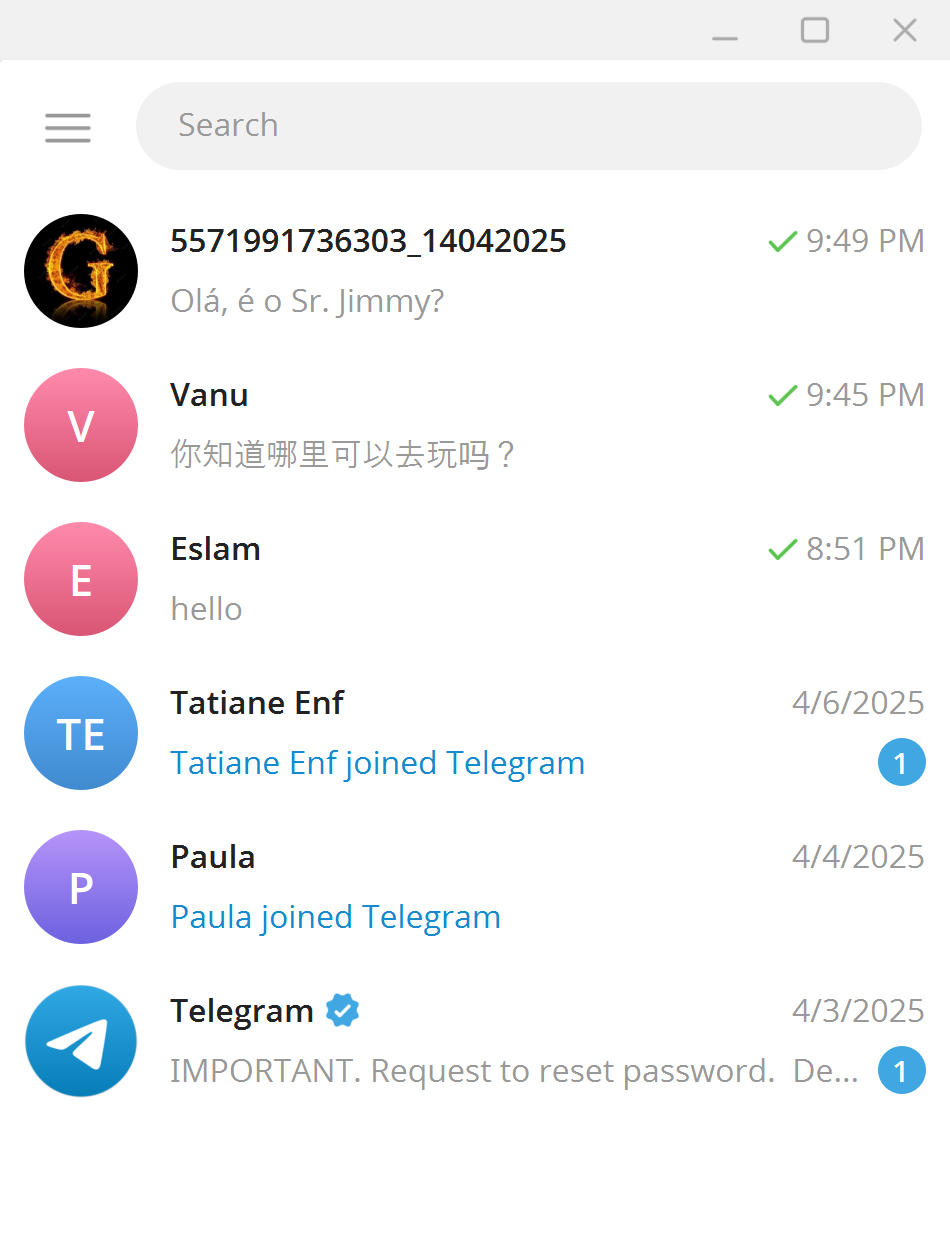 Search
5571991736303_14042025 9:49 PM
Olá, é o Sr. Jimmy?
V Vanu 9:45 PM
你知道哪里可以去玩吗？
E Eslam 8:51 PM
hello
TE Tatiane Enf 4/6/2025
Tatiane Enf joined Telegram 1
P Paula 4/4/2025
Paula joined Telegram
Telegram 4/3/2025
IMPORTANT. Request to reset password. De... 1
G